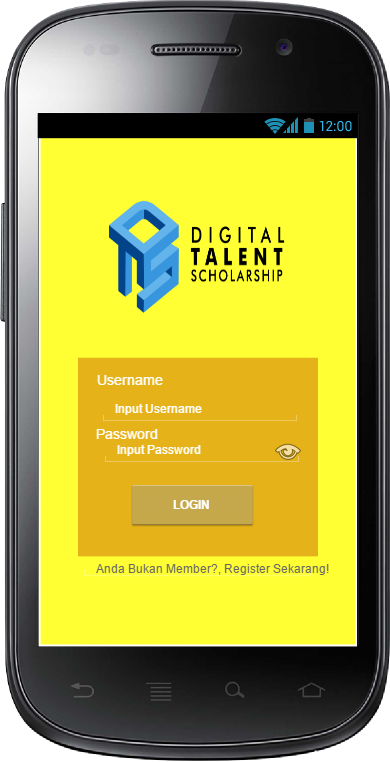 12:00
DIGITAL
TALENT
SCHOLARSHIP
Username
Input Username
Password
Input Password
LOGIN
Anda Bukan Member?, Register Sekarang!